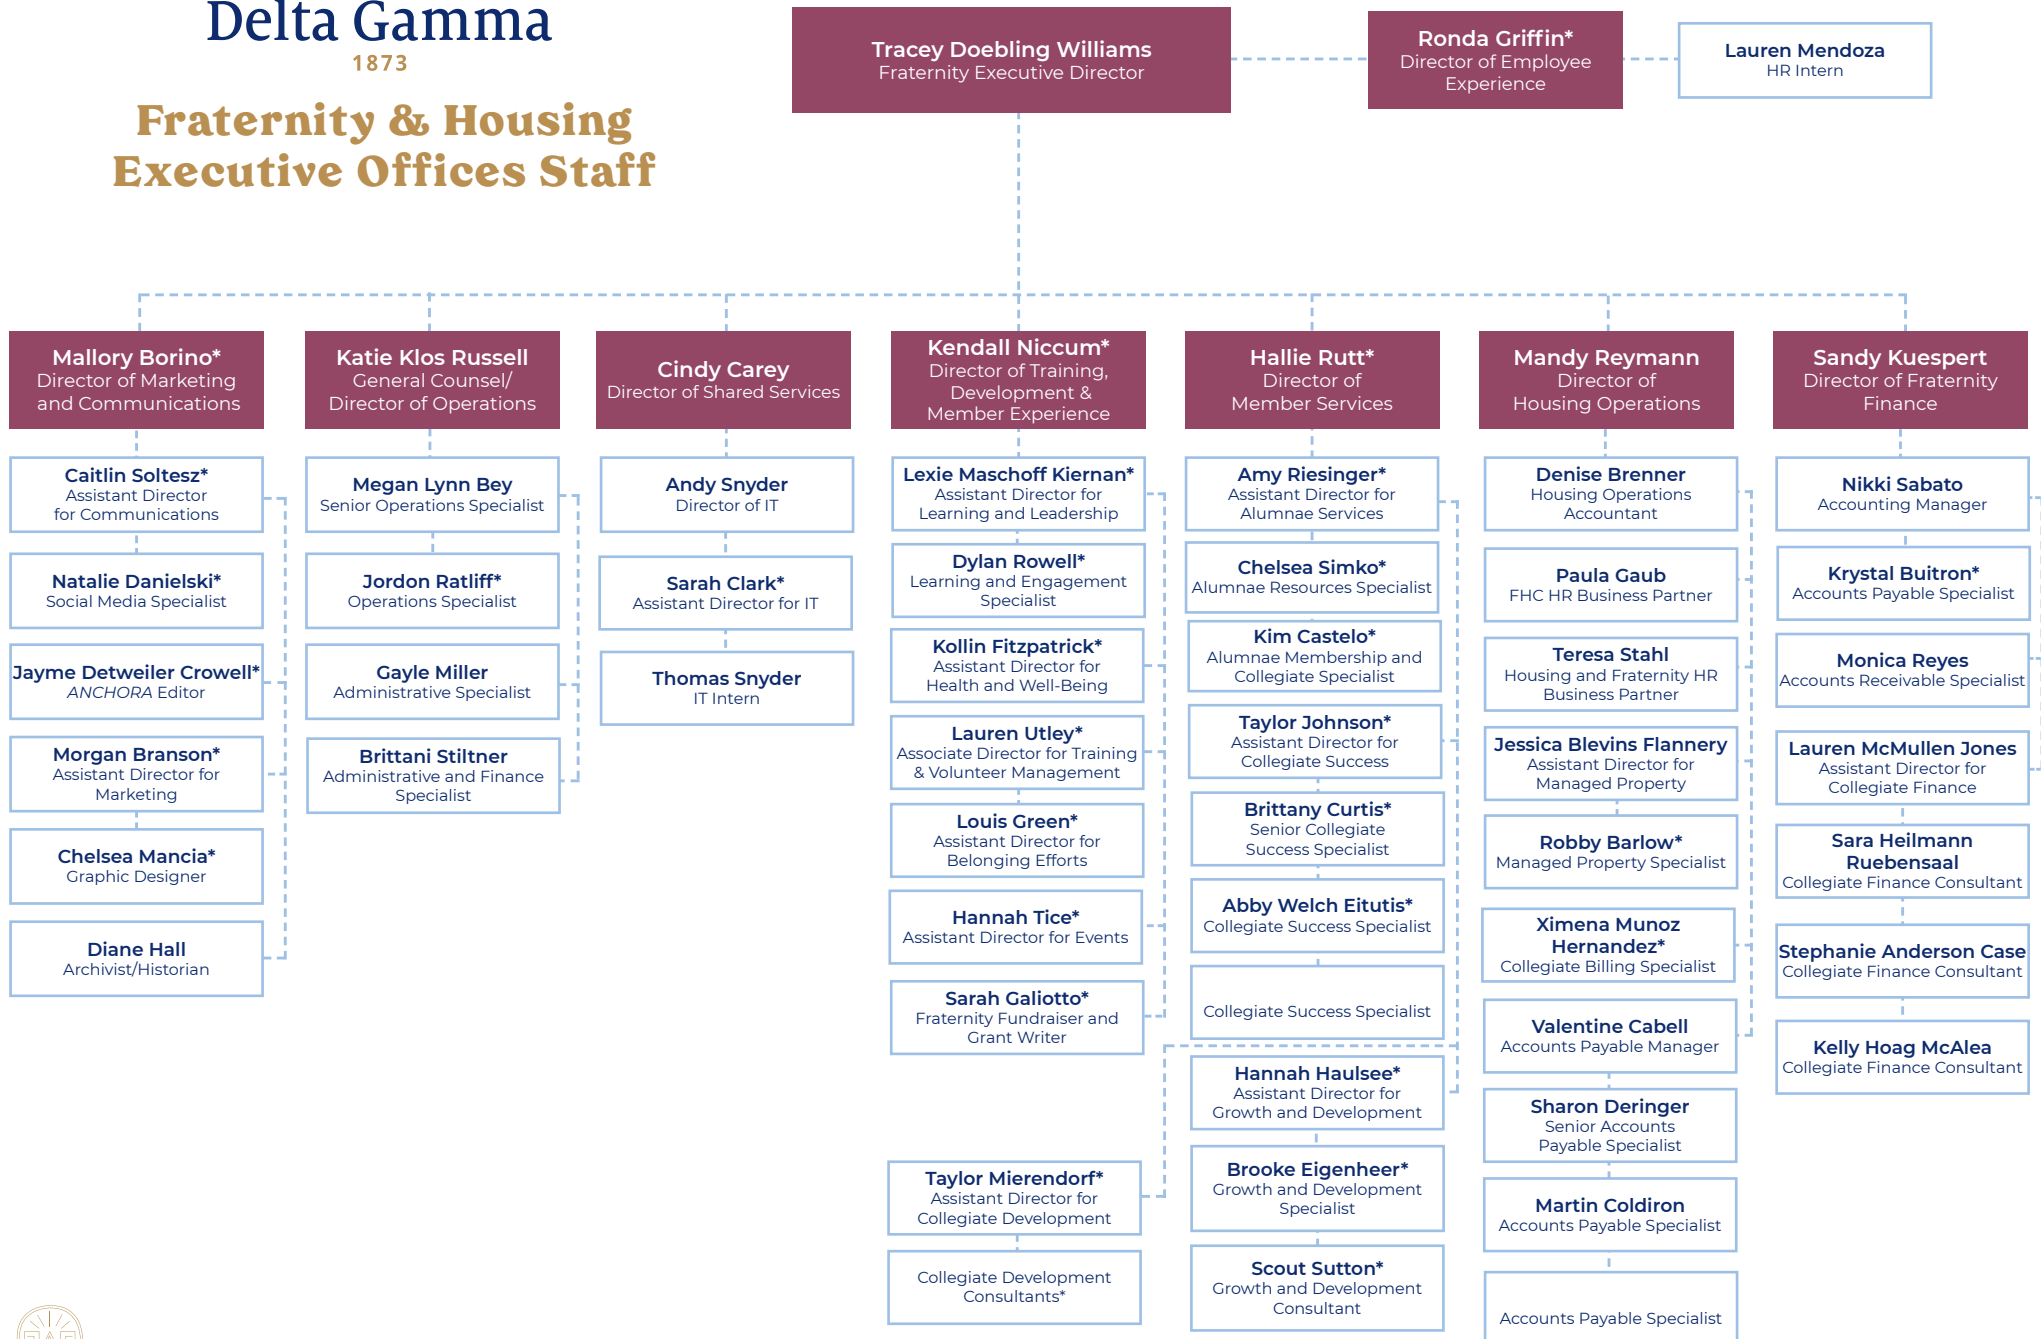 Delta Gamma
1873
Fraternity & Housing
Executive Offices Staff
Tracey Doebling Williams
Fraternity Executive Director
Ronda Griffin*
Director of Employee
Experience
Lauren Mendoza
HR Intern
Mallory Borino*
Director of Marketing
and Communications
Caitlin Soltesz*
Assistant Director
for Communications
Natalie Danielski*
Social Media Specialist
Jayme Detweiler Crowell*
ANCHORA Editor
Morgan Branson*
Assistant Director for
Marketing
Chelsea Mancia*
Graphic Designer
Diane Hall
Archivist/Historian
Katie Klos Russell
General Counsel/
Director of Operations
Megan Lynn Bey
Senior Operations Specialist
Jordon Ratliff*
Operations Specialist
Gayle Miller
Administrative Specialist
Brittani Stiltner
Administrative and Finance
Specialist
Cindy Carey
Director of Shared Services
Andy Snyder
Director of IT
Sarah Clark*
Assistant Director for IT
Thomas Snyder
IT Intern
Kendall Niccum*
Director of Training,
Development &
Member Experience
Lexie Maschoff Kiernan*
Assistant Director for
Learning and Leadership
Dylan Rowell*
Learning and Engagement
Specialist
Kollin Fitzpatrick*
Assistant Director for
Health and Well-Being
Lauren Utley*
Associate Director for Training
& Volunteer Management
Louis Green*
Assistant Director for
Belonging Efforts
Hannah Tice*
Assistant Director for Events
Sarah Galiotto*
Fraternity Fundraiser and
Grant Writer
Taylor Mierendorf*
Assistant Director for
Collegiate Development
Collegiate Development
Consultants*
Hallie Rutt*
Director of
Member Services
Amy Riesinger*
Assistant Director for
Alumnae Services
Chelsea Simko*
Alumnae Resources Specialist
Kim Castelo*
Alumnae Membership and
Collegiate Specialist
Taylor Johnson*
Assistant Director for
Collegiate Success
Brittany Curtis*
Senior Collegiate
Success Specialist
Abby Welch Eitutis*
Collegiate Success Specialist
Collegiate Success Specialist
Hannah Haulsee*
Assistant Director for
Growth and Development
Brooke Eigenheer*
Growth and Development
Specialist
Scout Sutton*
Growth and Development
Consultant
Mandy Reymann
Director of
Housing Operations
Denise Brenner
Housing Operations
Accountant
Paula Gaub
FHC HR Business Partner
Teresa Stahl
Housing and Fraternity HR
Business Partner
Jessica Blevins Flannery
Assistant Director for
Managed Property
Robby Barlow*
Managed Property Specialist
Ximena Munoz
Hernandez*
Collegiate Billing Specialist
Valentine Cabell
Accounts Payable Manager
Sharon Deringer
Senior Accounts
Payable Specialist
Martin Coldiron
Accounts Payable Specialist
Accounts Payable Specialist
Sandy Kuespert
Director of Fraternity
Finance
Nikki Sabato
Accounting Manager
Krystal Buitron*
Accounts Payable Specialist
Monica Reyes
Accounts Receivable Specialist
Lauren McMullen Jones
Assistant Director for
Collegiate Finance
Sara Heilmann
Ruebensaal
Collegiate Finance Consultant
Stephanie Anderson Case
Collegiate Finance Consultant
Kelly Hoag McAlea
Collegiate Finance Consultant